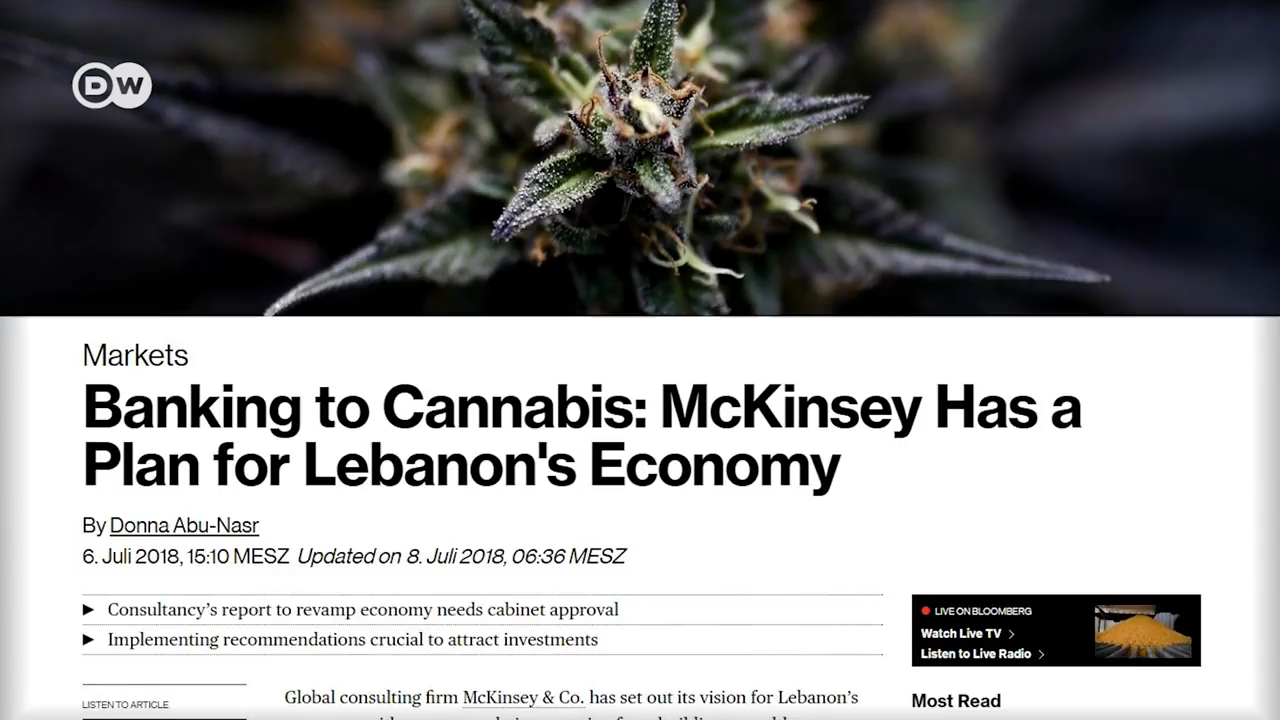 DW
Markets
Banking to Cannabis: McKinsey Has a
Plan for Lebanon's Economy
By Donna Abu-Nasr
6. Juli 2018, 15:10 MESZ Updated on 8. Juli 2018, 06:36 MESZ
► Consultancy’s report to revamp economy needs cabinet approval
► Implementing recommendations crucial to attract investments
LIVE ON BLOOMBERG
Watch Live TV >
Listen to Live Radio >
LISTEN TO ARTICLE
Global consulting firm McKinsey & Co. has set out its vision for Lebanon’s
Most Read